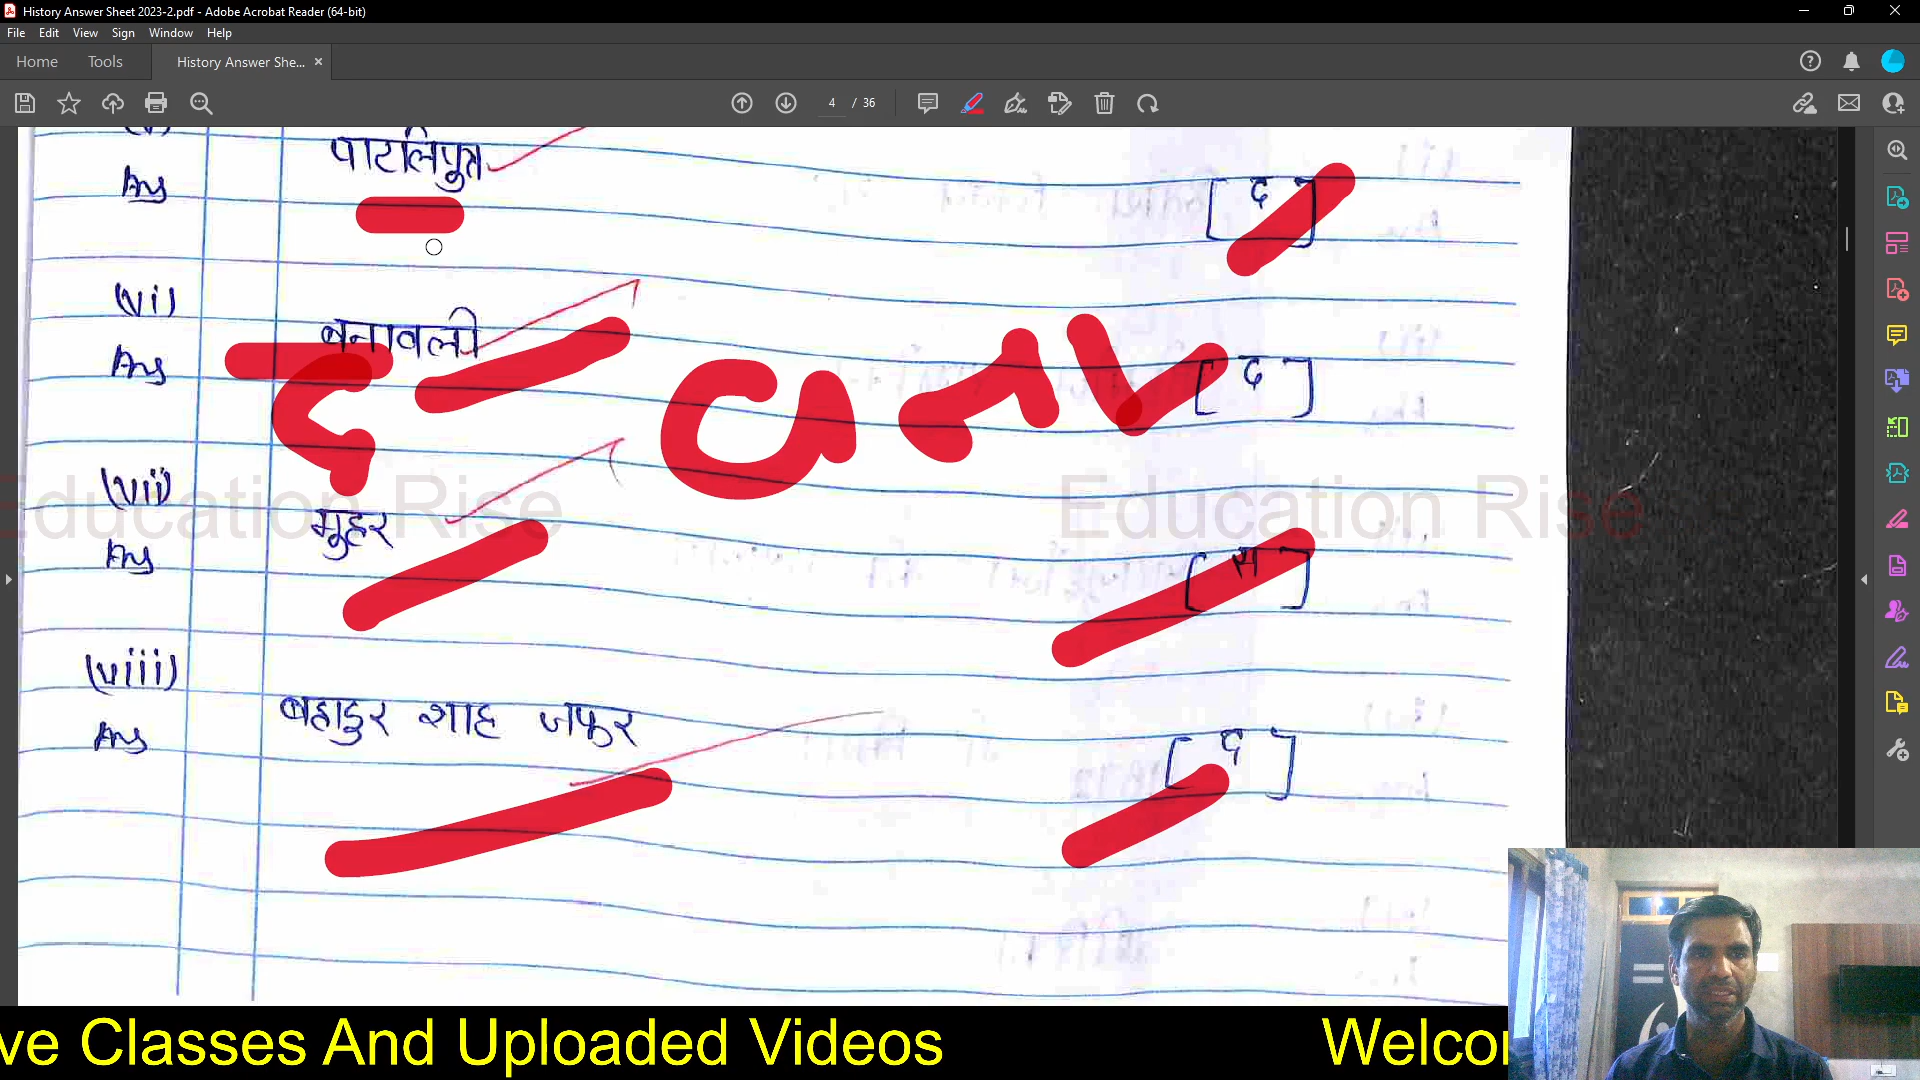 History Answer Sheet 2023-2.pdf - Adobe Acrobat Reader (64-bit)
File Edit View Sign Window Help
Home Tools History Answer She...
4 / 36
पाटलिपुत्र
Ans [द]
(vi)
बनावली
Ans [द]
द अ ब स
(vii)
Education Rise Education Rise
मुहर
Ans [स]
(viii)
बहादुर शाह जफर
Ans [द]
ve Classes And Uploaded Videos Welco